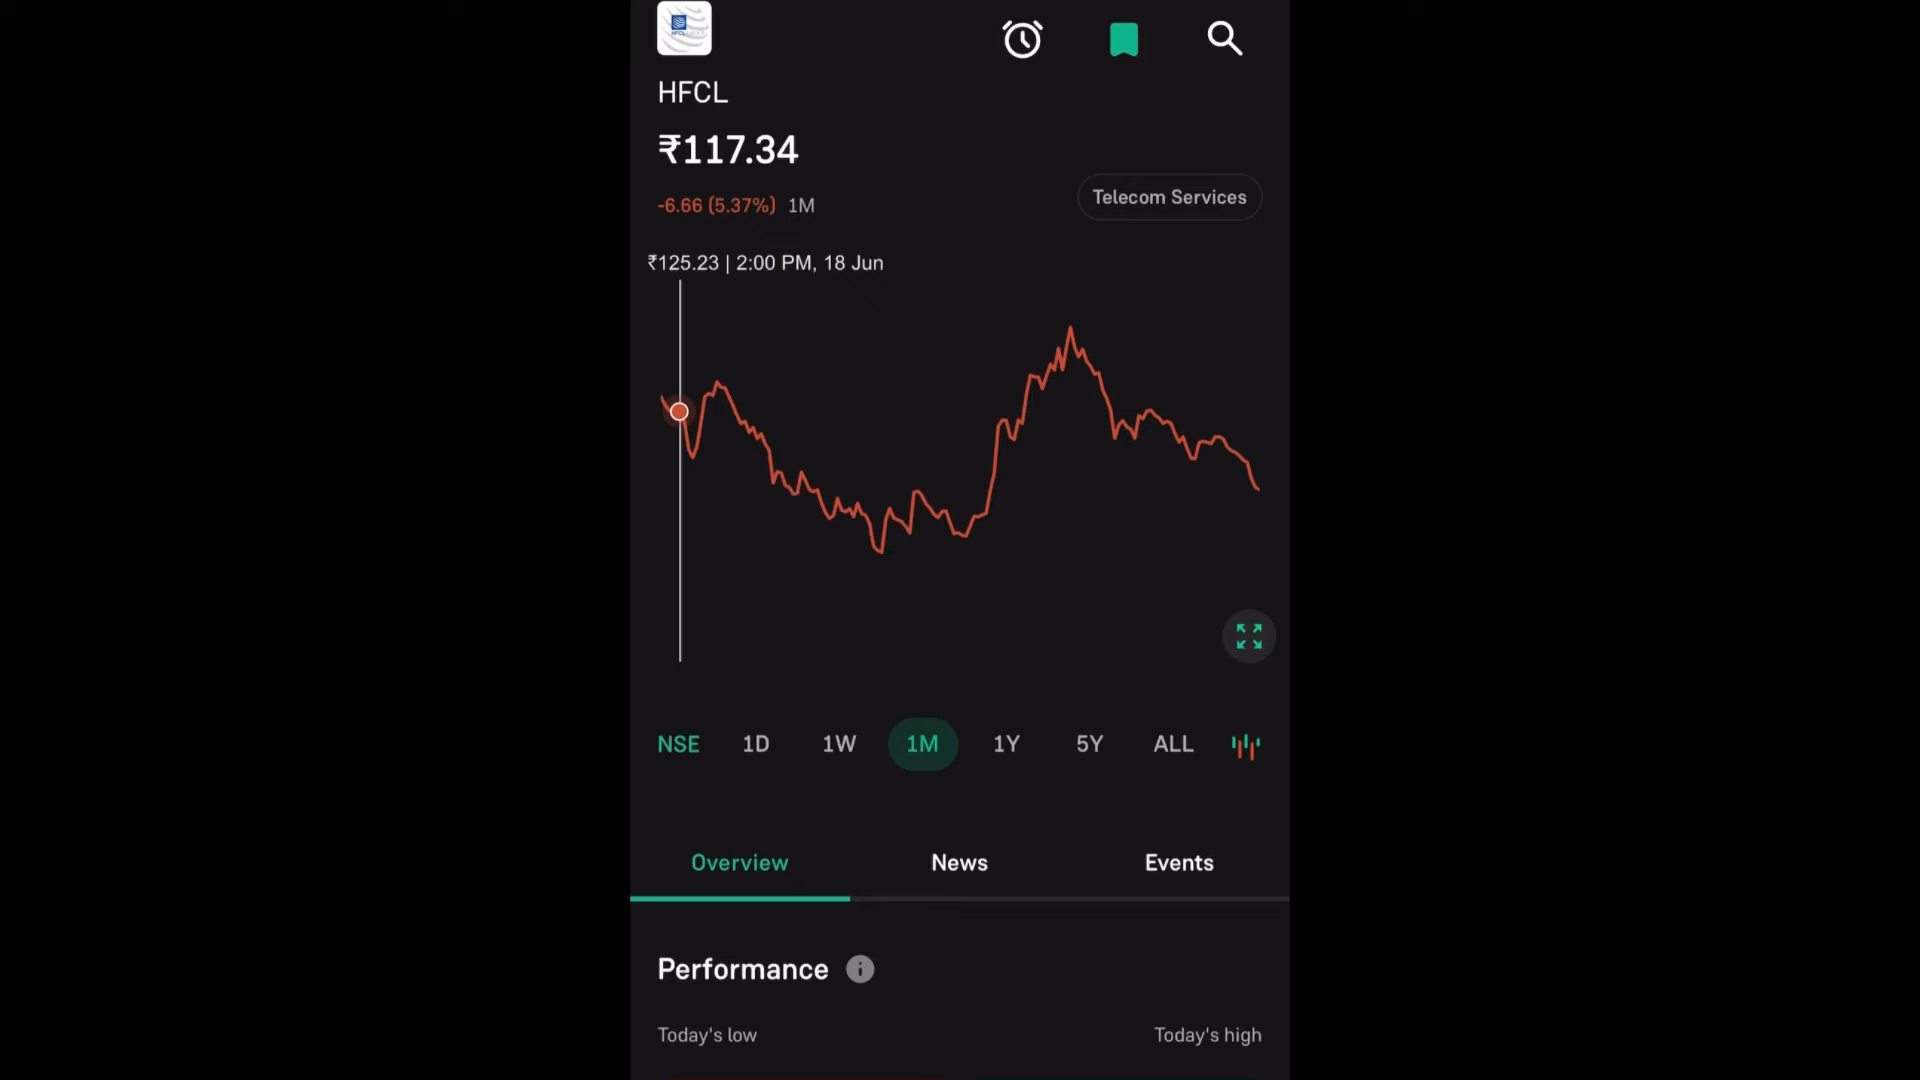 HFCL
HFCL
₹117.34
-6.66 (5.37%) 1M
Telecom Services
₹125.23 | 2:00 PM, 18 Jun
NSE 1D 1W 1M 1Y 5Y ALL
Overview News Events
Performance
Today's low Today's high